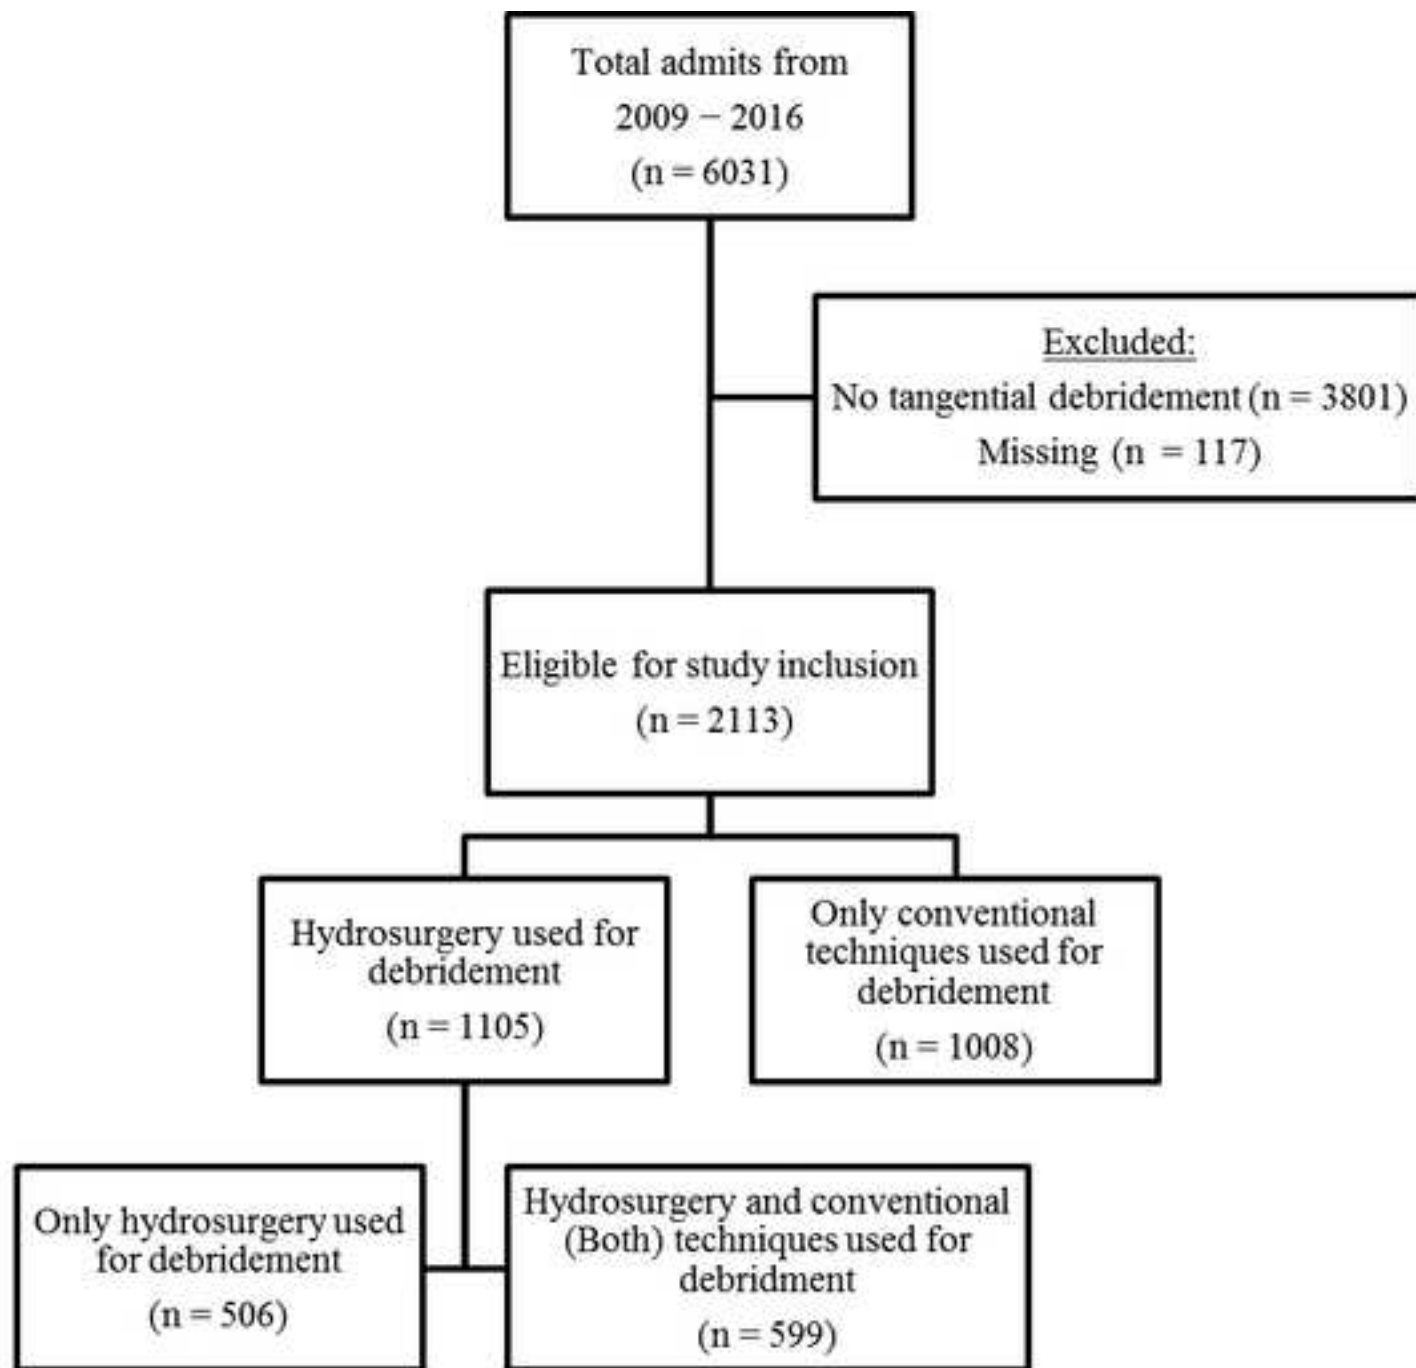 Total admits from
2009 – 2016
(n = 6031)
Excluded:
No tangential debridement (n = 3801)
Missing (n = 117)
Eligible for study inclusion
(n = 2113)
Hydrosurgery used for
debridement
(n = 1105)
Only conventional
techniques used for
debridement
(n = 1008)
Only hydrosurgery used
for debridement
(n = 506)
Hydrosurgery and conventional
(Both) techniques used for
debridment
(n = 599)